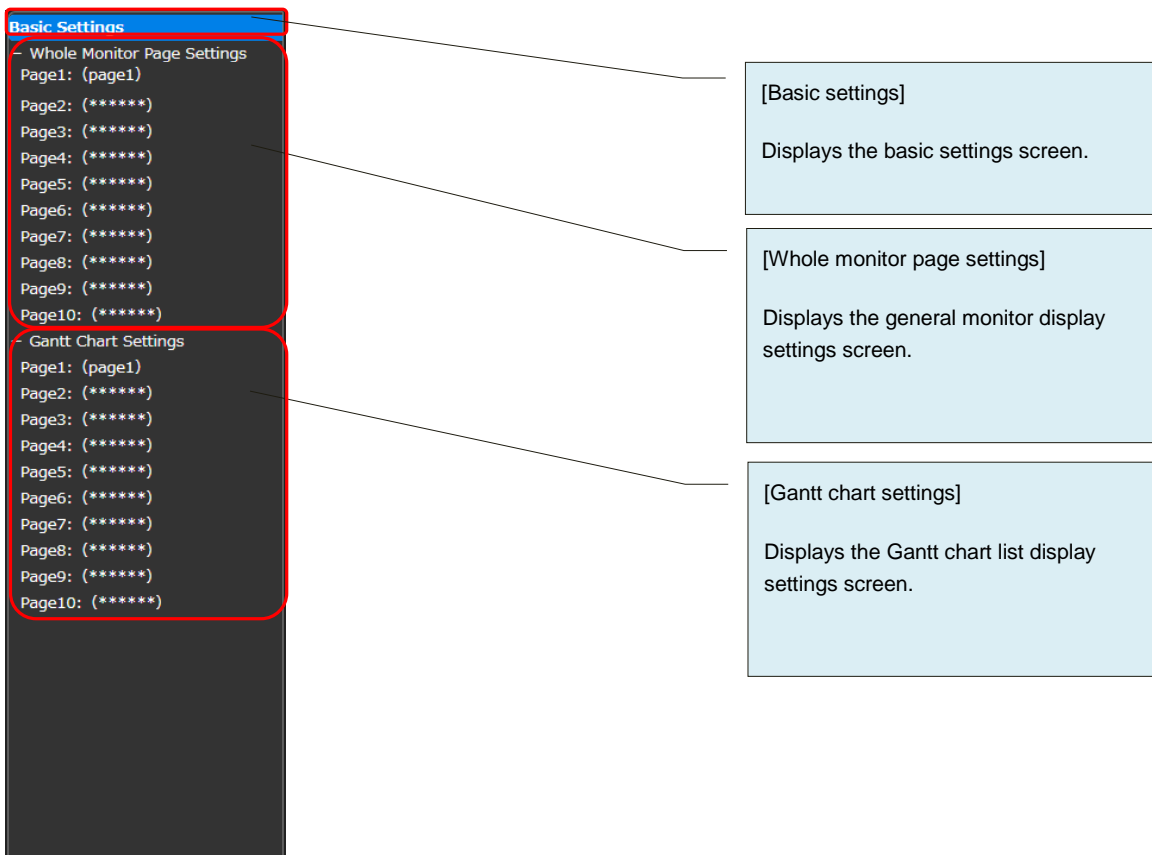 Basic Settings
− Whole Monitor Page Settings
Page1: (page1)
Page2: (******)
Page3: (******)
Page4: (******)
Page5: (******)
Page6: (******)
Page7: (******)
Page8: (******)
Page9: (******)
Page10: (******)
− Gantt Chart Settings
Page1: (page1)
Page2: (******)
Page3: (******)
Page4: (******)
Page5: (******)
Page6: (******)
Page7: (******)
Page8: (******)
Page9: (******)
Page10: (******)
[Basic settings]
Displays the basic settings screen.
[Whole monitor page settings]
Displays the general monitor display
settings screen.
[Gantt chart settings]
Displays the Gantt chart list display
settings screen.